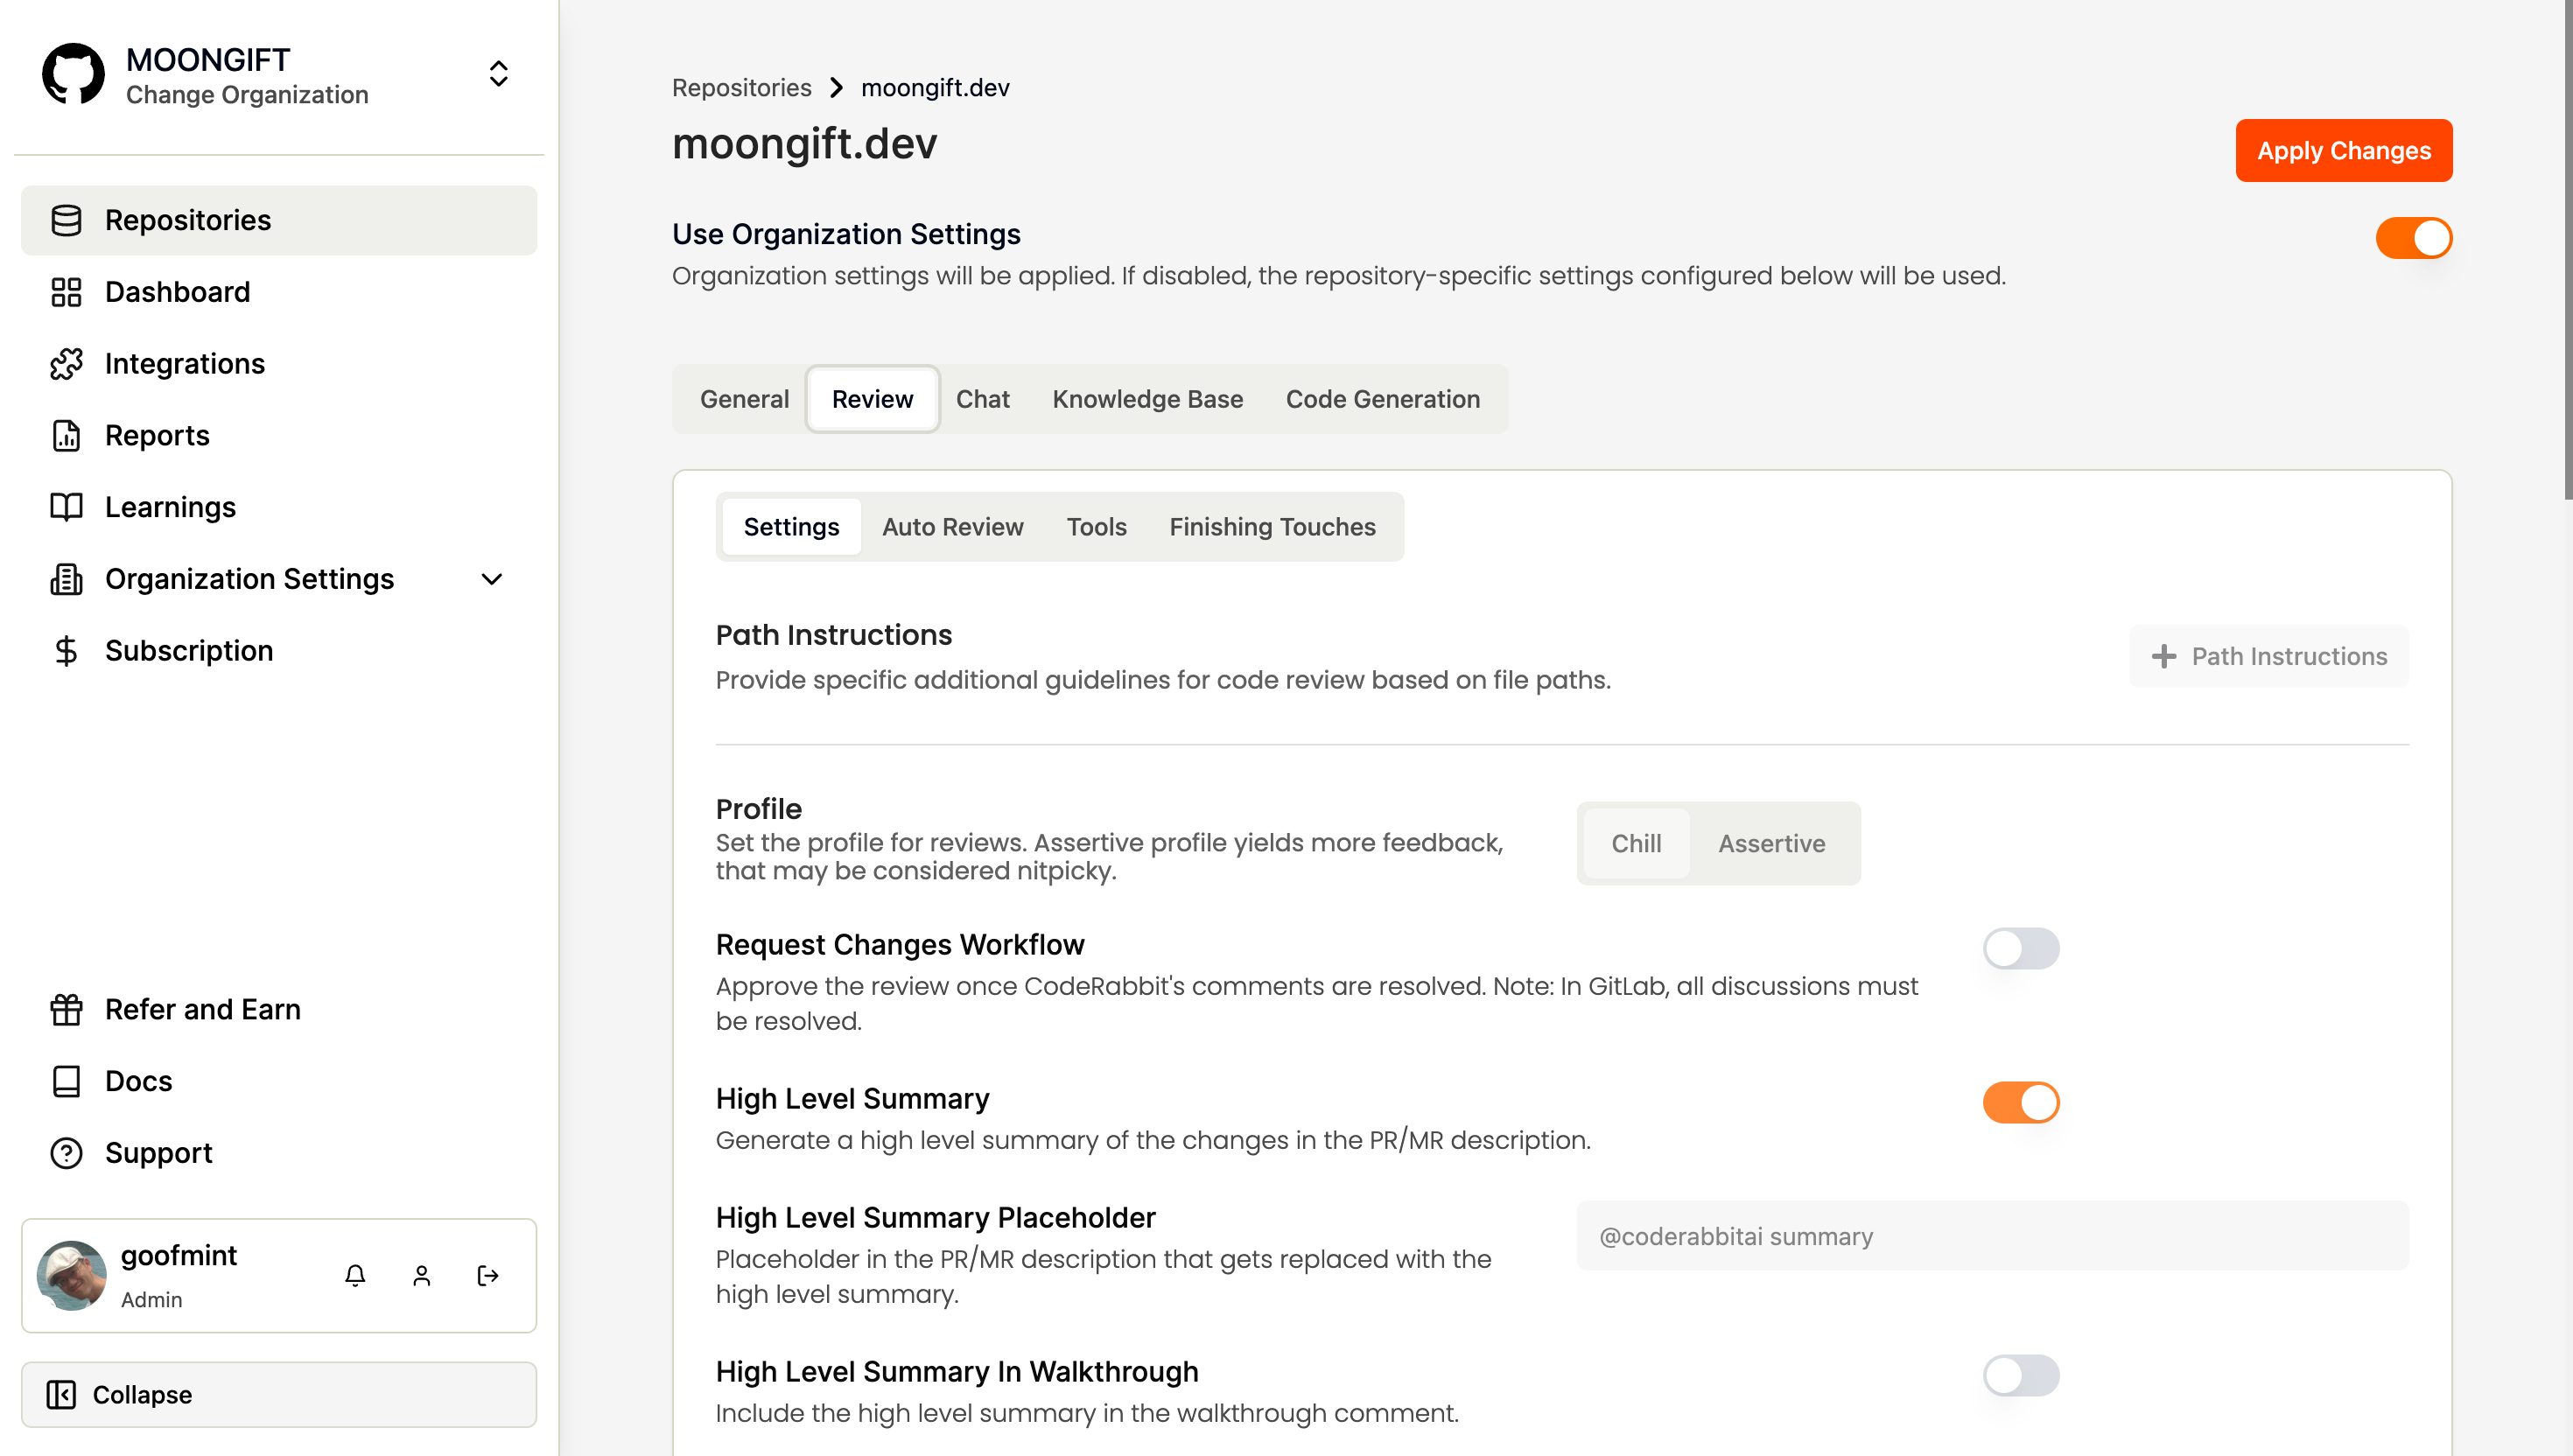 MOONGIFT
Change Organization
Repositories
Dashboard
Integrations
Reports
Learnings
Organization Settings
Subscription
Refer and Earn
Docs
Support
goofmint
Admin
Collapse
Repositories > moongift.dev
moongift.dev
Apply Changes
Use Organization Settings
Organization settings will be applied. If disabled, the repository-specific settings configured below will be used.
General Review Chat Knowledge Base Code Generation
Settings Auto Review Tools Finishing Touches
Path Instructions
Provide specific additional guidelines for code review based on file paths.
+ Path Instructions
Profile
Set the profile for reviews. Assertive profile yields more feedback,
that may be considered nitpicky.
Chill Assertive
Request Changes Workflow
Approve the review once CodeRabbit's comments are resolved. Note: In GitLab, all discussions must
be resolved.
High Level Summary
Generate a high level summary of the changes in the PR/MR description.
High Level Summary Placeholder
Placeholder in the PR/MR description that gets replaced with the
high level summary.
@coderabbitai summary
High Level Summary In Walkthrough
Include the high level summary in the walkthrough comment.